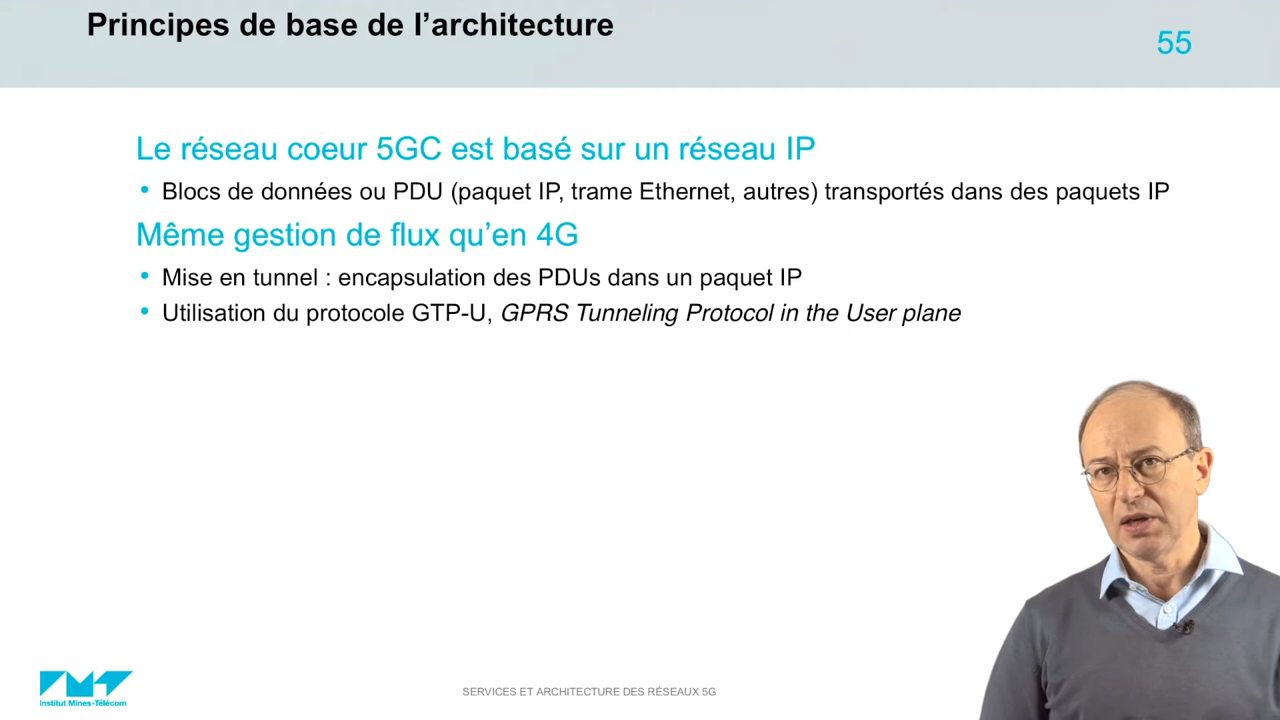 Principes de base de l’architecture
55
Le réseau coeur 5GC est basé sur un réseau IP
• Blocs de données ou PDU (paquet IP, trame Ethernet, autres) transportés dans des paquets IP
Même gestion de flux qu’en 4G
• Mise en tunnel : encapsulation des PDUs dans un paquet IP
• Utilisation du protocole GTP-U, GPRS Tunneling Protocol in the User plane
Institut Mines-Télécom
SERVICES ET ARCHITECTURE DES RÉSEAUX 5G